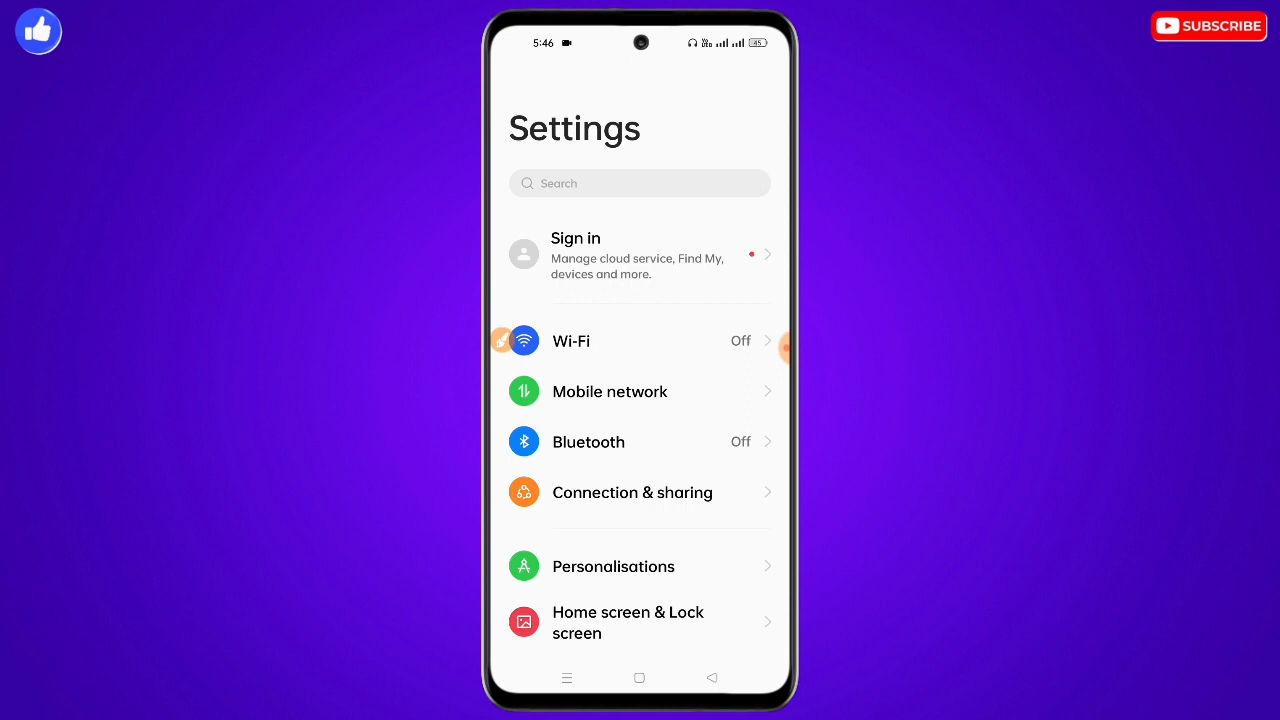 SUBSCRIBE
5:46
45
Settings
Search
Sign in
Manage cloud service, Find My,
devices and more.
Wi-Fi Off
Mobile network
Bluetooth Off
Connection & sharing
Personalisations
Home screen & Lock
screen